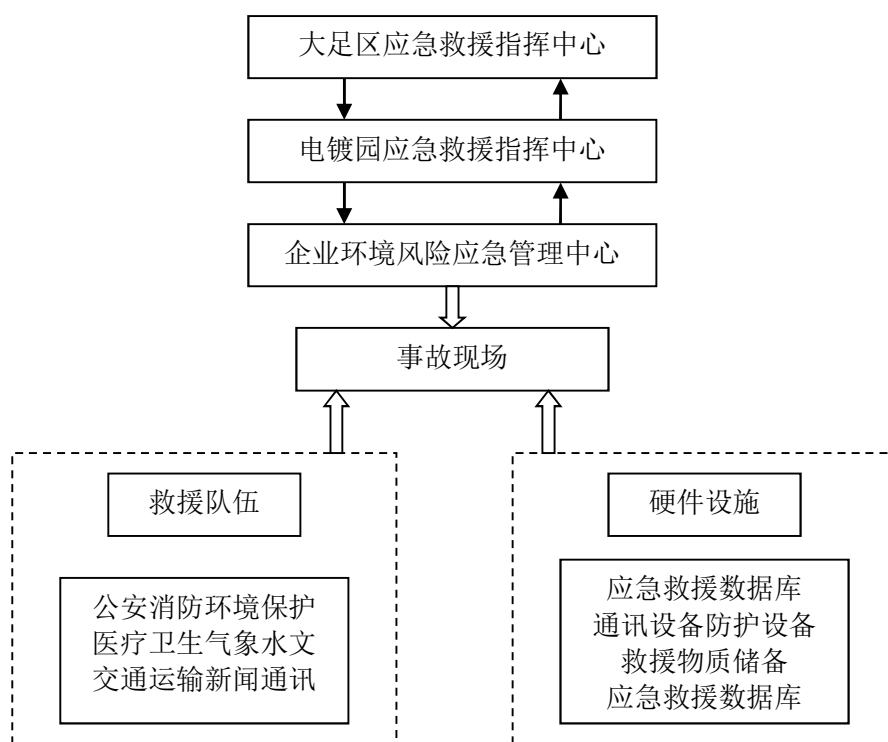 大足区应急救援指挥中心
电镀园应急救援指挥中心
企业环境风险应急管理中心
事故现场
救援队伍
公安消防环境保护
医疗卫生气象水文
交通运输新闻通讯
硬件设施
应急救援数据库
通讯设备防护设备
救援物质储备
应急救援数据库